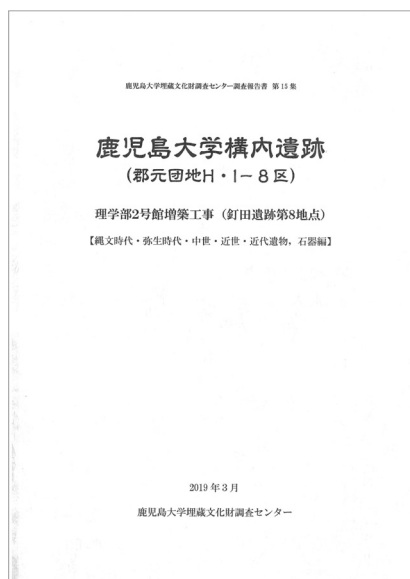 鹿児島大学埋蔵文化財調査センター調査報告書 第15集
鹿児島大学構内遺跡
(郡元団地H・I－8区)
理学部2号館増築工事（釘田遺跡第8地点）
【縄文時代・弥生時代・中世・近世・近代遺物，石器編】
2019年3月
鹿児島大学埋蔵文化財調査センター